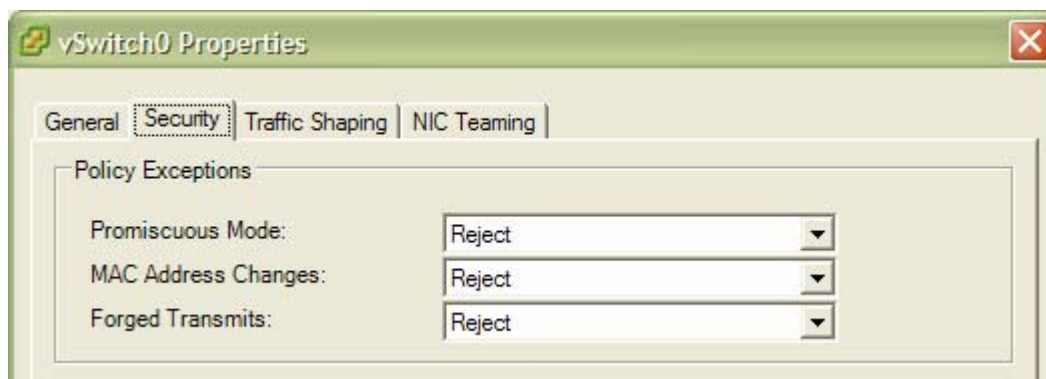 vSwitch0 Properties
General Security Traffic Shaping NIC Teaming
Policy Exceptions
Promiscuous Mode: Reject
MAC Address Changes: Reject
Forged Transmits: Reject